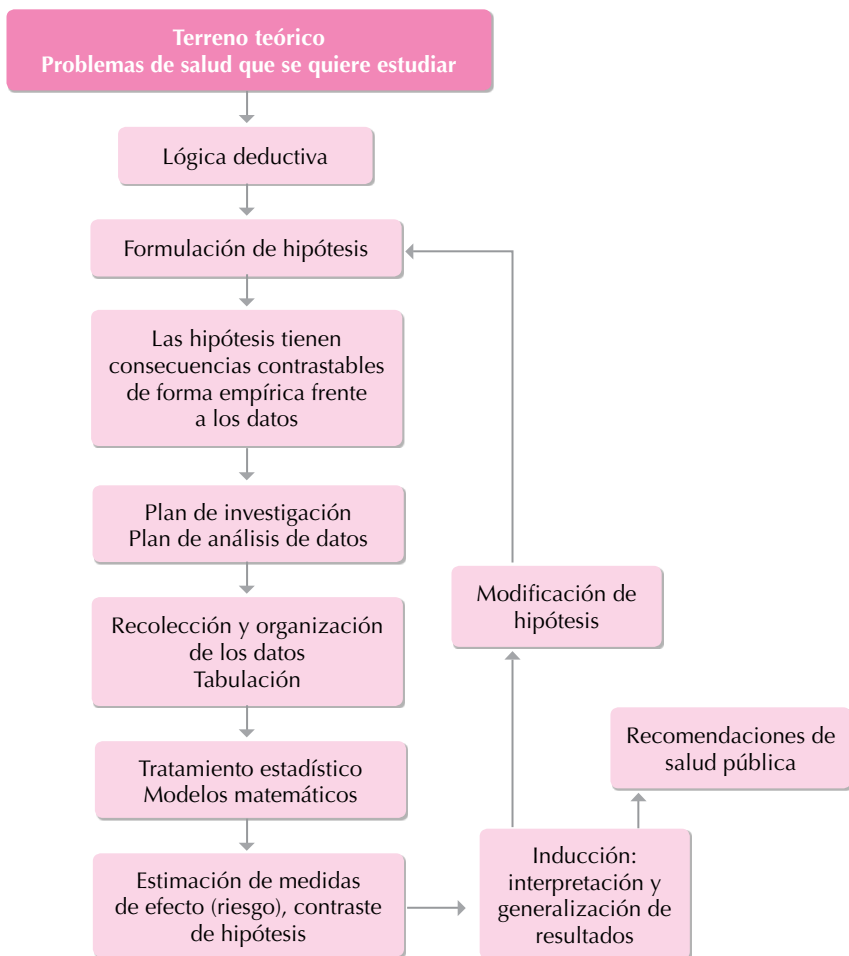 Terreno teórico
Problemas de salud que se quiere estudiar
Lógica deductiva
Formulación de hipótesis
Las hipótesis tienen
consecuencias contrastables
de forma empírica frente
a los datos
Plan de investigación
Plan de análisis de datos
Recolección y organización
de los datos
Tabulación
Tratamiento estadístico
Modelos matemáticos
Estimación de medidas
de efecto (riesgo), contraste
de hipótesis
Inducción:
interpretación y
generalización de
resultados
Modificación de
hipótesis
Recomendaciones de
salud pública